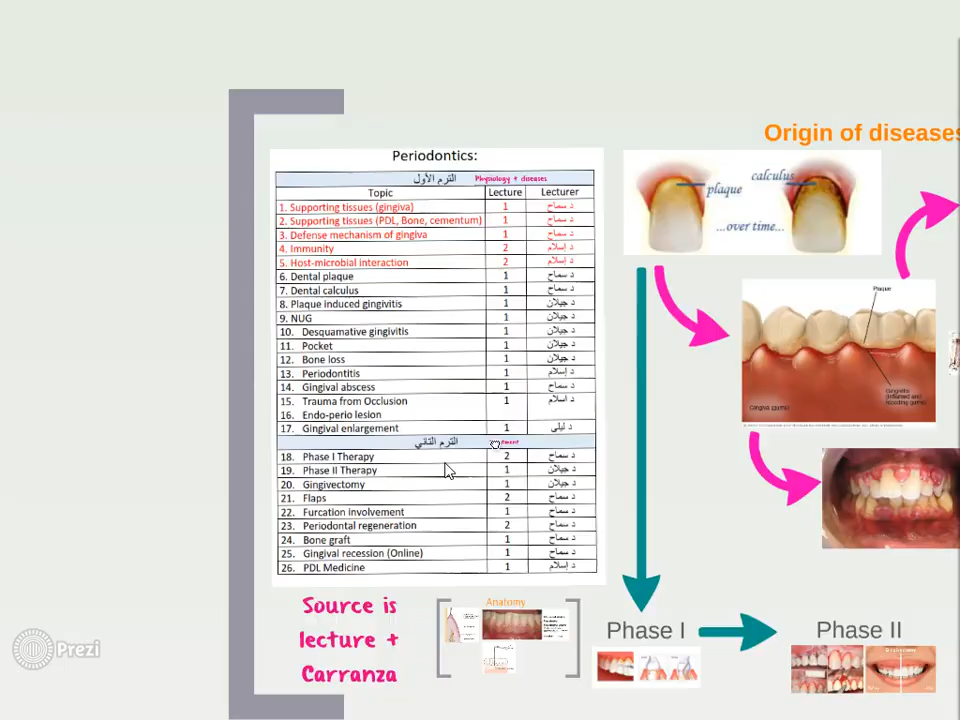 Origin of diseases
Periodontics:
الترم الأول Physiology + diseases
Topic Lecture Lecturer
1. Supporting tissues (gingiva) 1 د سماح
2. Supporting tissues (PDL, Bone, cementum) 1 د سماح
3. Defense mechanism of gingiva 1 د سماح
4. Immunity 2 د إسلام
5. Host-microbial interaction 2 د إسلام
6. Dental plaque 1 د سماح
7. Dental calculus 1 د سماح
8. Plaque induced gingivitis 1 د جيلان
9. NUG 1 د جيلان
10. Desquamative gingivitis 1 د جيلان
11. Pocket 1 د جيلان
12. Bone loss 1 د جيلان
13. Periodontitis 1 د إسلام
14. Gingival abscess 1 د سماح
15. Trauma from Occlusion 1 د اسلام
16. Endo-perio lesion
17. Gingival enlargement 1 د ليلى
الترم الثاني
18. Phase I Therapy 2 د سماح
19. Phase II Therapy 1 د جيلان
20. Gingivectomy 1 د جيلان
21. Flaps 2 د سماح
22. Furcation involvement 1 د سماح
23. Periodontal regeneration 2 د سماح
24. Bone graft 1 د سماح
25. Gingival recession (Online) 1 د سماح
26. PDL Medicine 1 د إسلام
plaque
calculus
...over time...
Plaque
Gingivitis
(inflamed and
receding gums)
Gingiva (gums)
Source is
lecture +
Carranza
Anatomy
Phase I
Phase II
Prezi